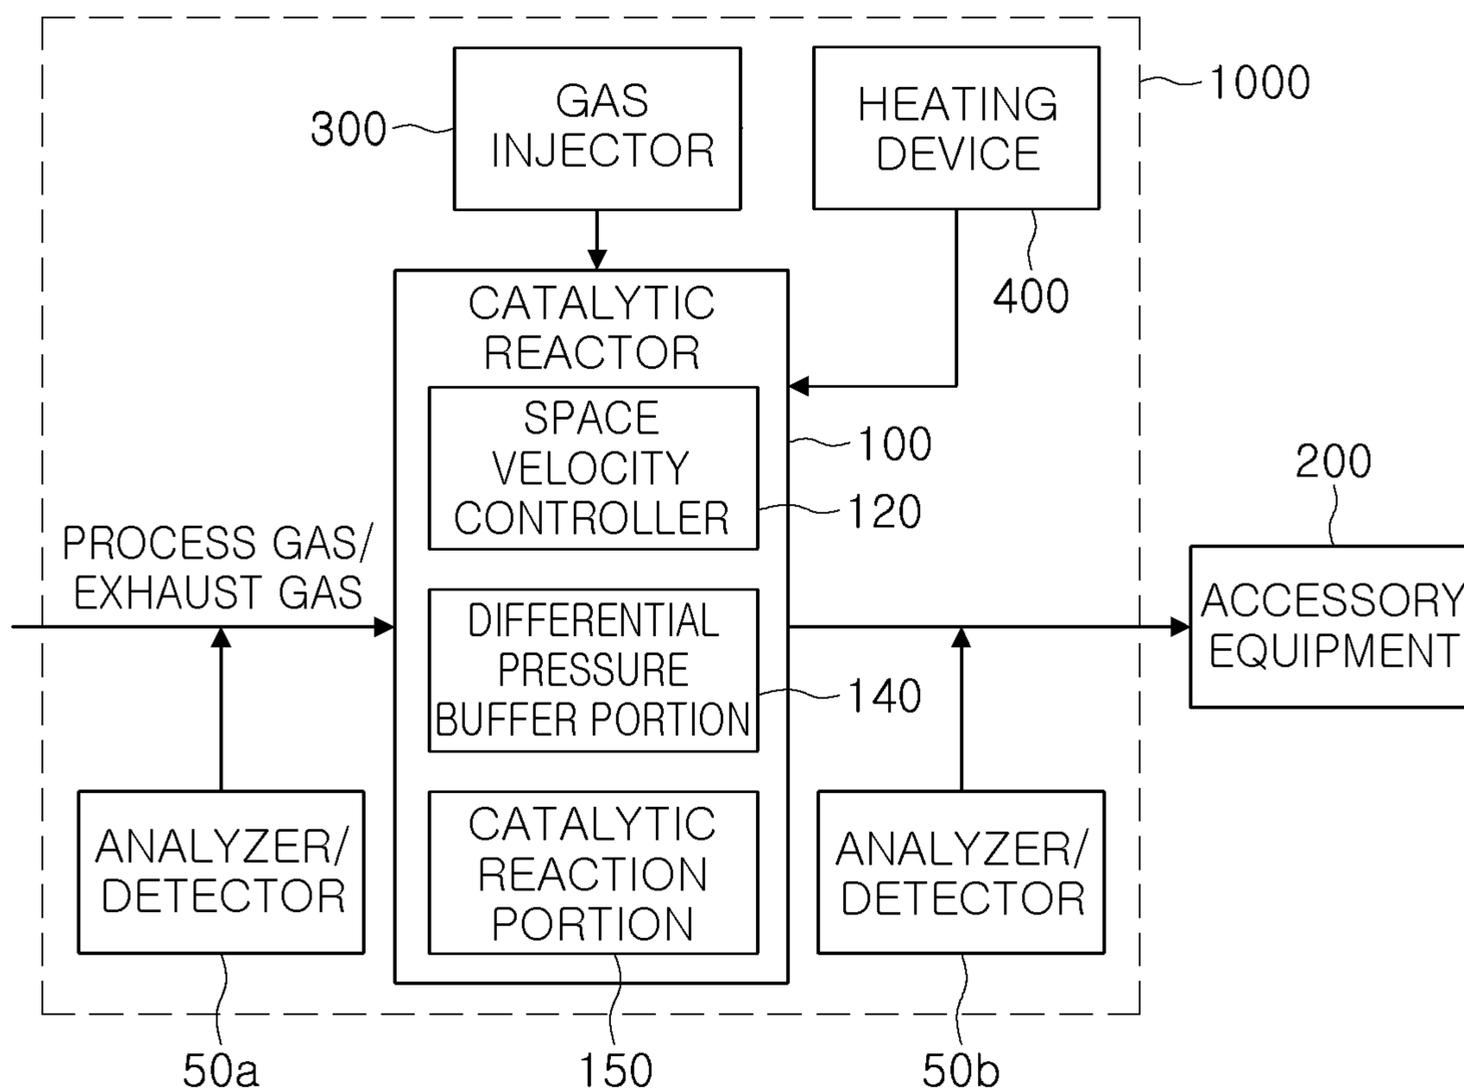 1000
GAS
INJECTOR
300
HEATING
DEVICE
400
CATALYTIC
REACTOR
100
SPACE
VELOCITY
CONTROLLER
120
200
PROCESS GAS/
EXHAUST GAS
DIFFERENTIAL
PRESSURE
BUFFER PORTION
140
ACCESSORY
EQUIPMENT
ANALYZER/
DETECTOR
CATALYTIC
REACTION
PORTION
ANALYZER/
DETECTOR
50a
150
50b